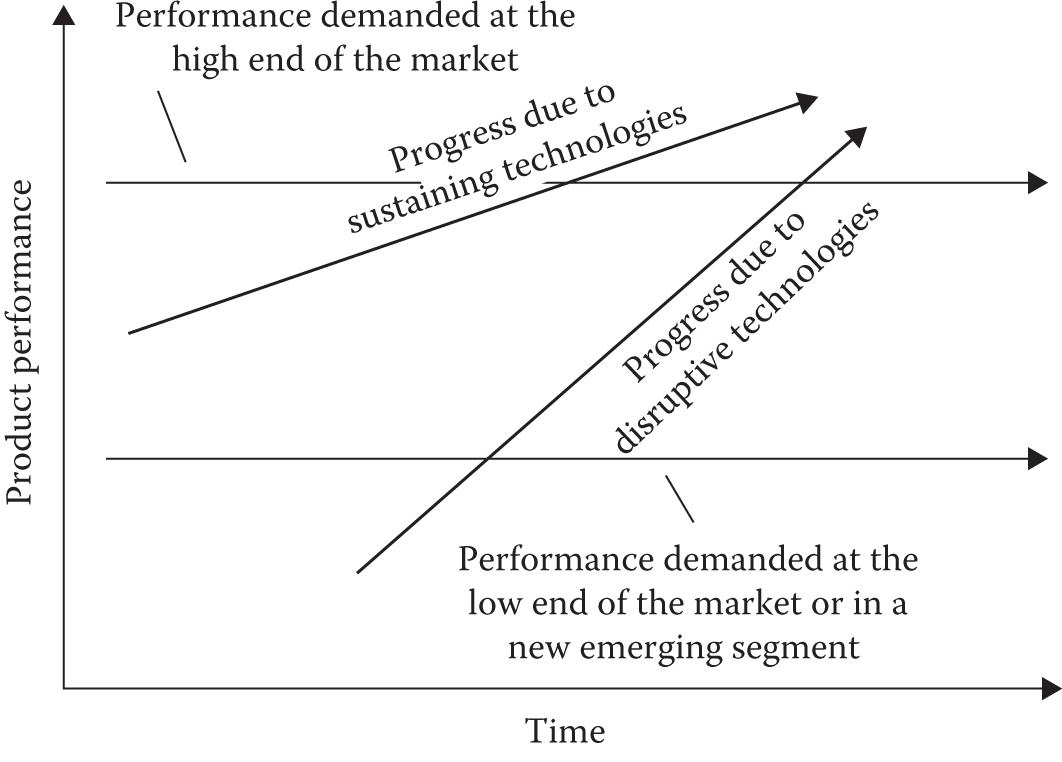 Performance demanded at the
high end of the market
Progress due to
sustaining technologies
Progress due to
disruptive technologies
Product performance
Performance demanded at the
low end of the market or in a
new emerging segment
Time